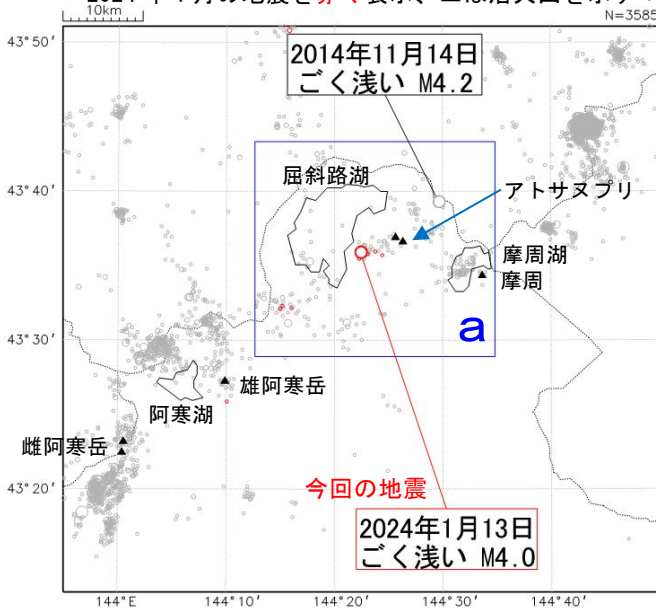 10km
N=3585
43°50′
2014年11月14日
ごく浅い M4.2
43°40′
屈斜路湖
アトサヌプリ
摩周湖
摩周
43°30′
a
雄阿寒岳
阿寒湖
雌阿寒岳
43°20′
今回の地震
2024年1月13日
ごく浅い M4.0
144°E
144°10′
144°20′
144°30′
144°40′